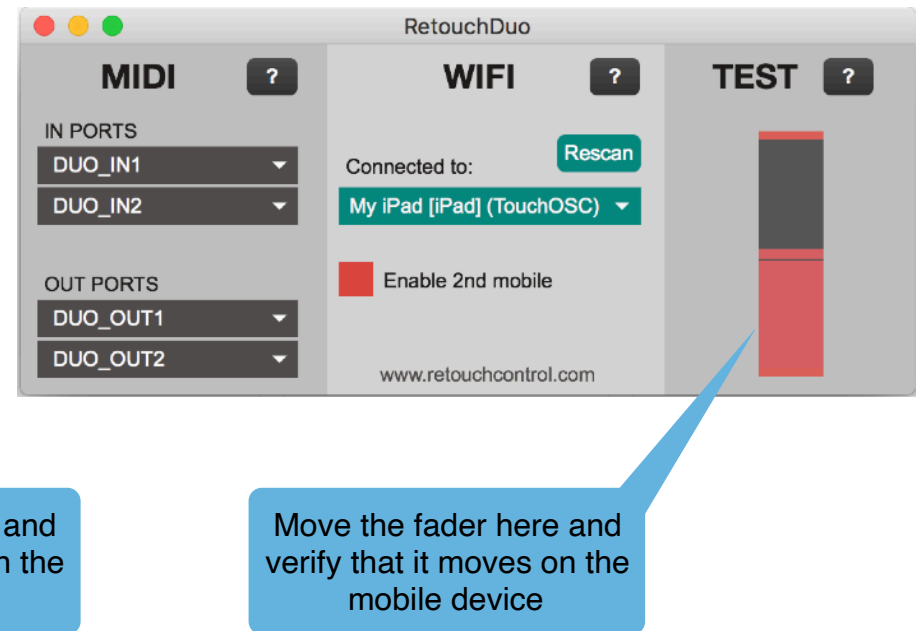 RetouchDuo
MIDI ?
WIFI ?
TEST ?
IN PORTS
DUO_IN1
DUO_IN2
OUT PORTS
DUO_OUT1
DUO_OUT2
Rescan
Connected to:
My iPad [iPad] (TouchOSC)
Enable 2nd mobile
www.retouchcontrol.com
and
the
Move the fader here and
verify that it moves on the
mobile device